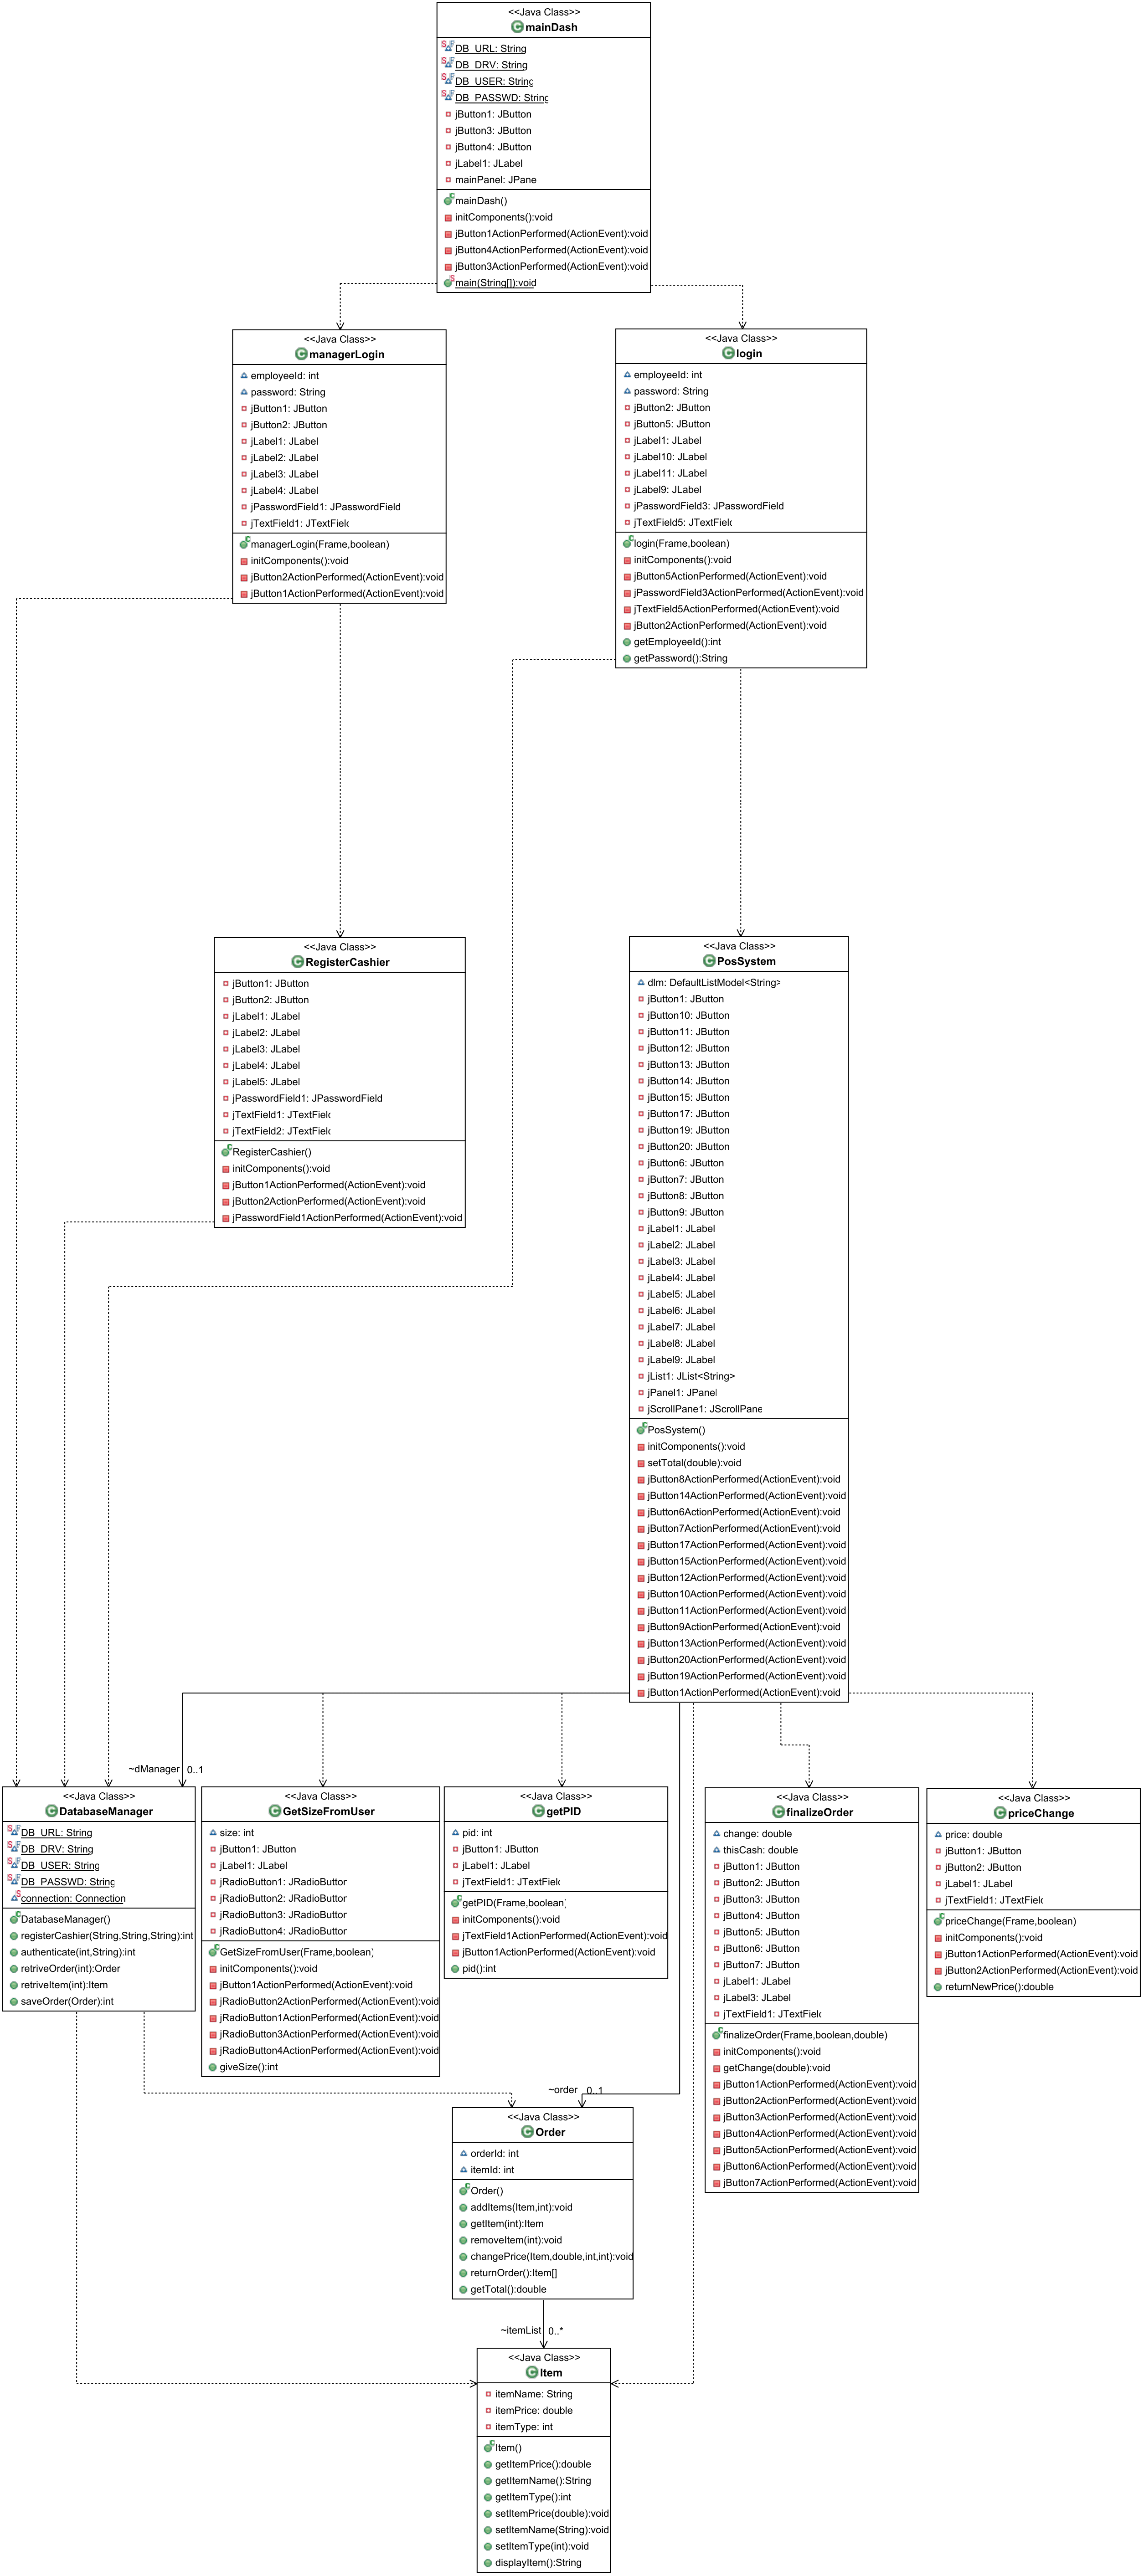 <<Java Class>>
mainDash
DB_URL: String
DB_DRV: String
DB_USER: String
DB_PASSWD: String
jButton1: JButton
jButton3: JButton
jButton4: JButton
jLabel1: JLabel
mainPanel: JPane
mainDash()
initComponents():void
jButton1ActionPerformed(ActionEvent):void
jButton4ActionPerformed(ActionEvent):void
jButton3ActionPerformed(ActionEvent):void
main(String[]):void
<<Java Class>>
managerLogin
employeeId: int
password: String
jButton1: JButton
jButton2: JButton
jLabel1: JLabel
jLabel2: JLabel
jLabel3: JLabel
jLabel4: JLabel
jPasswordField1: JPasswordField
jTextField1: JTextField
managerLogin(Frame,boolean)
initComponents():void
jButton2ActionPerformed(ActionEvent):void
jButton1ActionPerformed(ActionEvent):void
<<Java Class>>
login
employeeId: int
password: String
jButton2: JButton
jButton5: JButton
jLabel1: JLabel
jLabel10: JLabel
jLabel11: JLabel
jLabel9: JLabel
jPasswordField3: JPasswordField
jTextField5: JTextField
login(Frame,boolean)
initComponents():void
jButton5ActionPerformed(ActionEvent):void
jPasswordField3ActionPerformed(ActionEvent):void
jTextField5ActionPerformed(ActionEvent):void
jButton2ActionPerformed(ActionEvent):void
getEmployeeId():int
getPassword():String
<<Java Class>>
RegisterCashier
jButton1: JButton
jButton2: JButton
jLabel1: JLabel
jLabel2: JLabel
jLabel3: JLabel
jLabel4: JLabel
jLabel5: JLabel
jPasswordField1: JPasswordField
jTextField1: JTextField
jTextField2: JTextField
RegisterCashier()
initComponents():void
jButton1ActionPerformed(ActionEvent):void
jButton2ActionPerformed(ActionEvent):void
jPasswordField1ActionPerformed(ActionEvent):void
<<Java Class>>
PosSystem
dlm: DefaultListModel<String>
jButton1: JButton
jButton10: JButton
jButton11: JButton
jButton12: JButton
jButton13: JButton
jButton14: JButton
jButton15: JButton
jButton17: JButton
jButton19: JButton
jButton20: JButton
jButton6: JButton
jButton7: JButton
jButton8: JButton
jButton9: JButton
jLabel1: JLabel
jLabel2: JLabel
jLabel3: JLabel
jLabel4: JLabel
jLabel5: JLabel
jLabel6: JLabel
jLabel7: JLabel
jLabel8: JLabel
jLabel9: JLabel
jList1: JList<String>
jPanel1: JPanel
jScrollPane1: JScrollPane
PosSystem()
initComponents():void
setTotal(double):void
jButton8ActionPerformed(ActionEvent):void
jButton14ActionPerformed(ActionEvent):void
jButton6ActionPerformed(ActionEvent):void
jButton7ActionPerformed(ActionEvent):void
jButton17ActionPerformed(ActionEvent):void
jButton15ActionPerformed(ActionEvent):void
jButton12ActionPerformed(ActionEvent):void
jButton10ActionPerformed(ActionEvent):void
jButton11ActionPerformed(ActionEvent):void
jButton9ActionPerformed(ActionEvent):void
jButton13ActionPerformed(ActionEvent):void
jButton20ActionPerformed(ActionEvent):void
jButton19ActionPerformed(ActionEvent):void
jButton1ActionPerformed(ActionEvent):void
~dManager 0..1
<<Java Class>>
DatabaseManager
DB_URL: String
DB_DRV: String
DB_USER: String
DB_PASSWD: String
connection: Connection
DatabaseManager()
registerCashier(String,String,String):int
authenticate(int,String):int
retriveOrder(int):Order
retriveItem(int):Item
saveOrder(Order):int
<<Java Class>>
GetSizeFromUser
size: int
jButton1: JButton
jLabel1: JLabel
jRadioButton1: JRadioButtor
jRadioButton2: JRadioButtor
jRadioButton3: JRadioButtor
jRadioButton4: JRadioButtor
GetSizeFromUser(Frame,boolean)
initComponents():void
jButton1ActionPerformed(ActionEvent):void
jRadioButton2ActionPerformed(ActionEvent):void
jRadioButton1ActionPerformed(ActionEvent):void
jRadioButton3ActionPerformed(ActionEvent):void
jRadioButton4ActionPerformed(ActionEvent):void
giveSize():int
<<Java Class>>
getPID
pid: int
jButton1: JButton
jLabel1: JLabel
jTextField1: JTextField
getPID(Frame,boolean)
initComponents():void
jTextField1ActionPerformed(ActionEvent):void
jButton1ActionPerformed(ActionEvent):void
pid():int
<<Java Class>>
finalizeOrder
change: double
thisCash: double
jButton1: JButton
jButton2: JButton
jButton3: JButton
jButton4: JButton
jButton5: JButton
jButton6: JButton
jButton7: JButton
jLabel1: JLabel
jLabel3: JLabel
jTextField1: JTextField
finalizeOrder(Frame,boolean,double)
initComponents():void
getChange(double):void
jButton1ActionPerformed(ActionEvent):void
jButton2ActionPerformed(ActionEvent):void
jButton3ActionPerformed(ActionEvent):void
jButton4ActionPerformed(ActionEvent):void
jButton5ActionPerformed(ActionEvent):void
jButton6ActionPerformed(ActionEvent):void
jButton7ActionPerformed(ActionEvent):void
<<Java Class>>
priceChange
price: double
jButton1: JButton
jButton2: JButton
jLabel1: JLabel
jTextField1: JTextField
priceChange(Frame,boolean)
initComponents():void
jButton1ActionPerformed(ActionEvent):void
jButton2ActionPerformed(ActionEvent):void
returnNewPrice():double
~order 0..1
<<Java Class>>
Order
orderId: int
itemId: int
Order()
addItems(Item,int):void
getItem(int):Item
removeItem(int):void
changePrice(Item,double,int,int):void
returnOrder():Item[]
getTotal():double
~itemList 0..*
<<Java Class>>
Item
itemName: String
itemPrice: double
itemType: int
Item()
getItemPrice():double
getItemName():String
getItemType():int
setItemPrice(double):void
setItemName(String):void
setItemType(int):void
displayItem():String